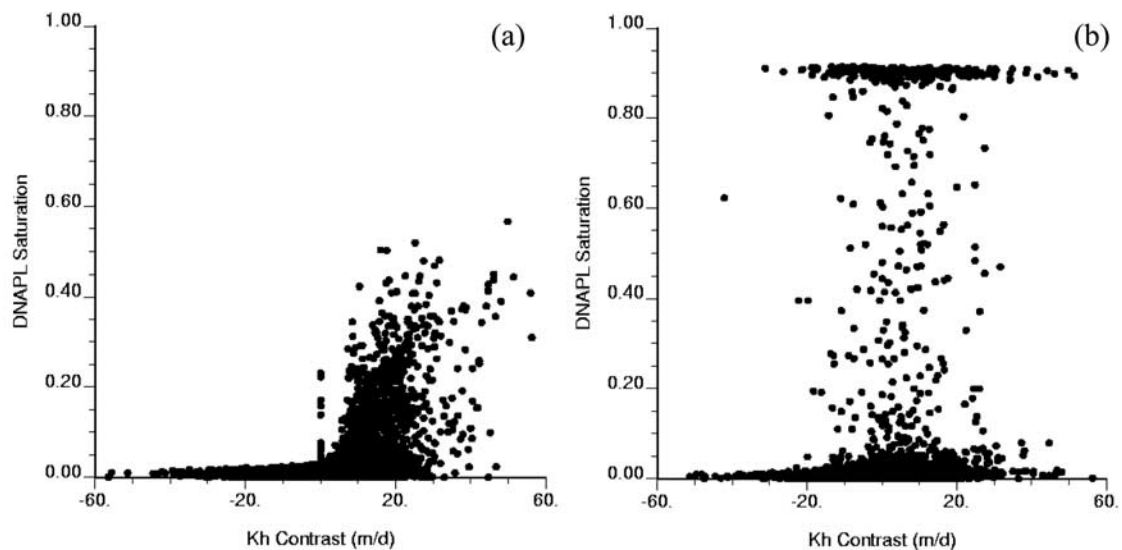 (a)
1.00
0.80
0.60
0.40
0.20
0.00
DNAPL Saturation
-60. -20. 20. 60.
Kh Contrast (m/d)
(b)
1.00
0.80
0.60
0.40
0.20
0.00
DNAPL Saturation
-60. -20. 20. 60.
Kh Contrast (m/d)